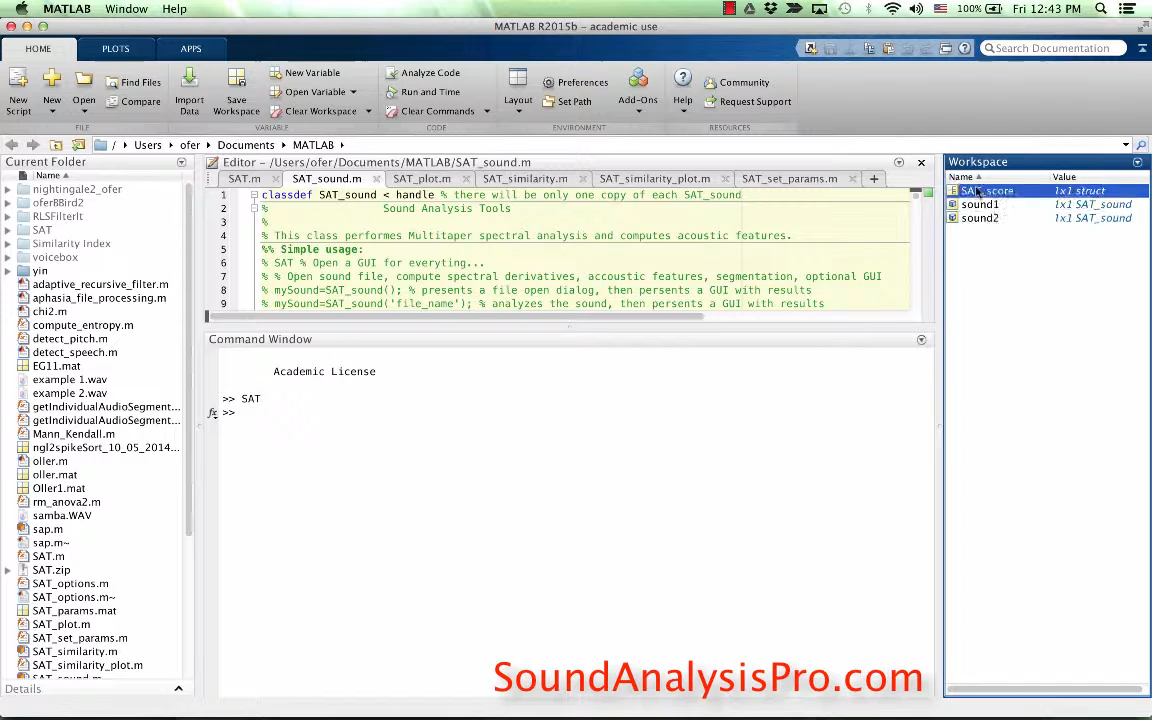 MATLAB Window Help 100% Fri 12:43 PM
MATLAB R2015b - academic use
HOME PLOTS APPS Search Documentation
New Script New Open Find Files Compare Import Data Save Workspace New Variable Open Variable Clear Workspace Analyze Code Run and Time Clear Commands Layout Preferences Set Path Add-Ons Help Community Request Support
FILE VARIABLE CODE ENVIRONMENT RESOURCES
/ Users ofer Documents MATLAB
Current Folder
Name
nightingale2_ofer
ofer88ird2
RLSFilterIt
SAT
Similarity Index
voicebox
yin
adaptive_recursive_filter.m
aphasia_file_processing.m
chi2.m
compute_entropy.m
detect_pitch.m
detect_speech.m
EG11.mat
example 1.wav
example 2.wav
getIndividualAudioSegment...
getIndividualAudioSegment...
Mann_Kendall.m
ngl2spikeSort_10_05_2014...
oller.m
oller.mat
Oller1.mat
rm_anova2.m
samba.WAV
sap.m
sap.m~
SAT.m
SAT.zip
SAT_options.m
SAT_options.m~
SAT_params.mat
SAT_plot.m
SAT_set_params.m
SAT_similarity.m
SAT_similarity_plot.m
SAT_sound.m
Details
Editor - /Users/ofer/Documents/MATLAB/SAT_sound.m
SAT.m SAT_sound.m SAT_plot.m SAT_similarity.m SAT_similarity_plot.m SAT_set_params.m
1 classdef SAT_sound < handle % there will be only one copy of each SAT_sound
2 % Sound Analysis Tools
3 %
4 % This class performes Multitaper spectral analysis and computes acoustic features.
5 %% Simple usage:
6 % SAT % Open a GUI for everyting...
7 % % Open sound file, compute spectral derivatives, accoustic features, segmentation, optional GUI
8 % mySound=SAT_sound(); % presents a file open dialog, then persents a GUI with results
9 % mySound=SAT_sound('file_name'); % analyzes the sound, then persents a GUI with results
Command Window
Academic License
>> SAT
fx >>
Workspace
Name Value
SAT_score 1x1 struct
sound1 1x1 SAT_sound
sound2 1x1 SAT_sound
SoundAnalysisPro.com